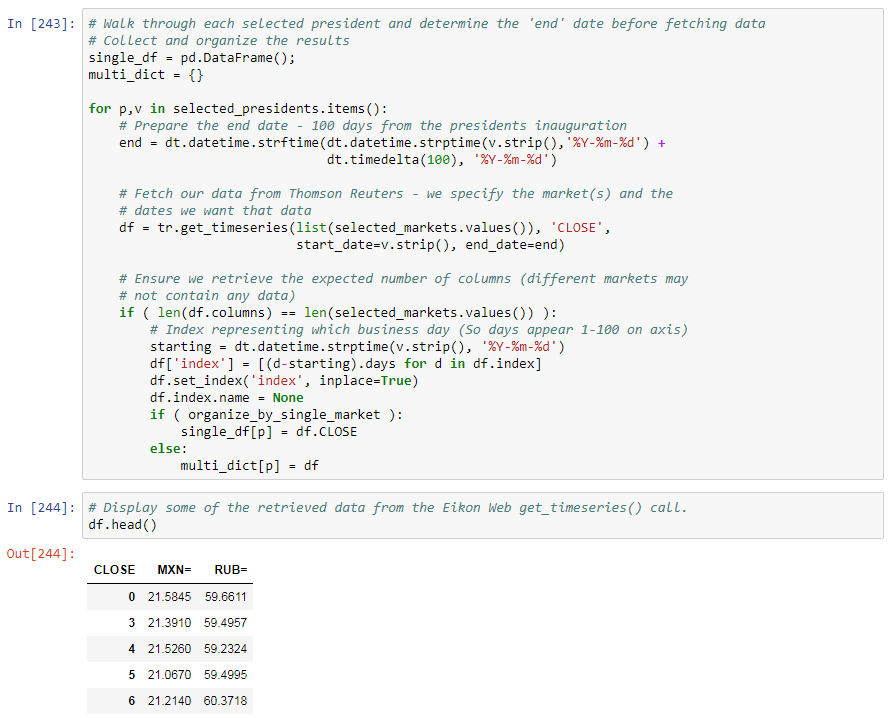 In [243]: # Walk through each selected president and determine the 'end' date before fetching data
# Collect and organize the results
single_df = pd.DataFrame();
multi_dict = {}
for p,v in selected_presidents.items():
# Prepare the end date - 100 days from the presidents inauguration
end = dt.datetime.strftime(dt.datetime.strptime(v.strip(),'%Y-%m-%d') +
dt.timedelta(100), '%Y-%m-%d')
# Fetch our data from Thomson Reuters - we specify the market(s) and the
# dates we want that data
df = tr.get_timeseries(list(selected_markets.values()), 'CLOSE',
start_date=v.strip(), end_date=end)
# Ensure we retrieve the expected number of columns (different markets may
# not contain any data)
if ( len(df.columns) == len(selected_markets.values()) ):
# Index representing which business day (So days appear 1-100 on axis)
starting = dt.datetime.strptime(v.strip(), '%Y-%m-%d')
df['index'] = [(d-starting).days for d in df.index]
df.set_index('index', inplace=True)
df.index.name = None
if ( organize_by_single_market ):
single_df[p] = df.CLOSE
else:
multi_dict[p] = df
In [244]: # Display some of the retrieved data from the Eikon Web get_timeseries() call.
df.head()
Out[244]:
CLOSE MXN= RUB=
0 21.5845 59.6611
3 21.3910 59.4957
4 21.5260 59.2324
5 21.0670 59.4995
6 21.2140 60.3718